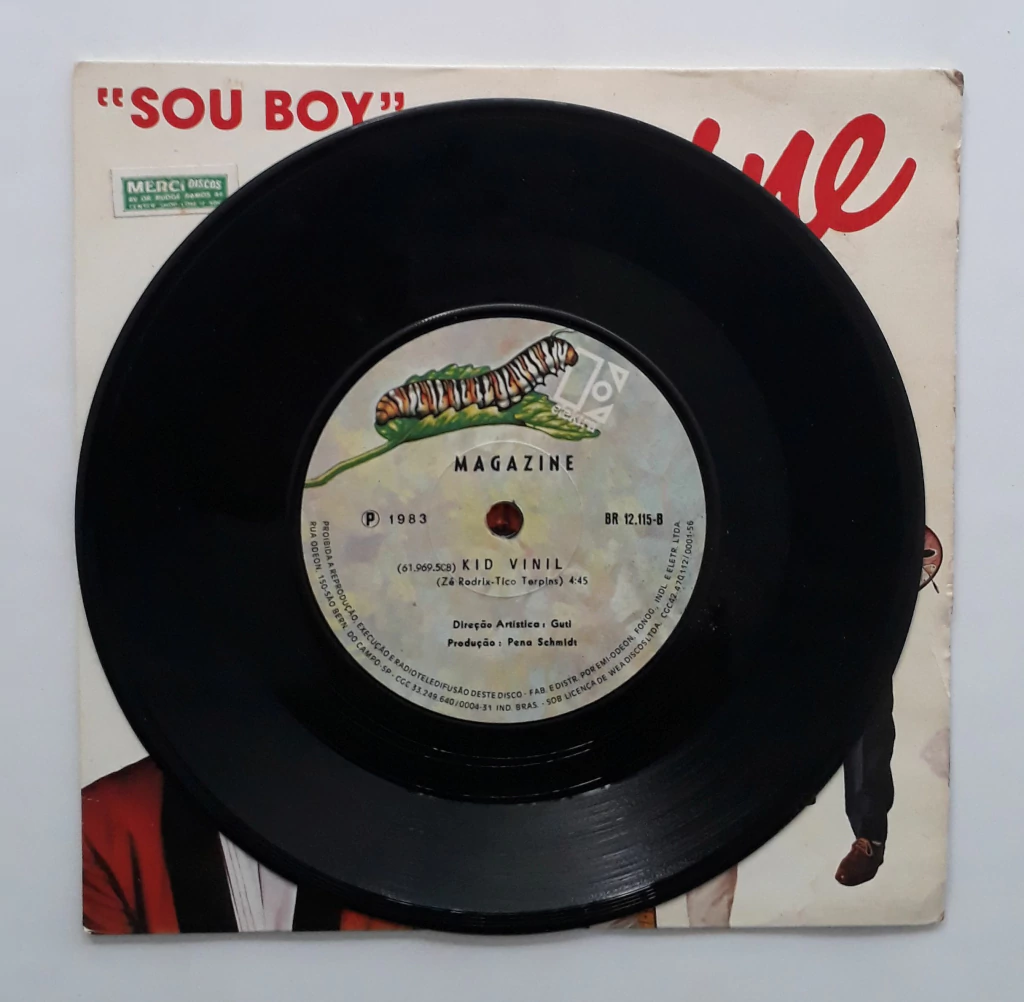 "SOU BOY"
MERCi DISCOS
MAGAZINE
℗ 1983
BR 12.115-B
(61.969.508) KID VINIL
(Zé Rodrix-Tico Terpins) 4:45
Direção Artística: Guti
Produção: Pena Schmidt
PROIBIDA A REPRODUÇÃO, EXECUÇÃO E RADIOTELEDIFUSÃO DESTE DISCO - FAB. E DISTR. POR EMI-ODEON. FONOG., INDL. E ELETR. LTDA.
RUA ODEON, 150-SÃO BERN. DO CAMPO-SP - CGC 33.249.640/0004-31 IND. BRAS. - SOB LICENÇA DE WEA DISCOS LTDA. CGC 42.470.112/0001-56